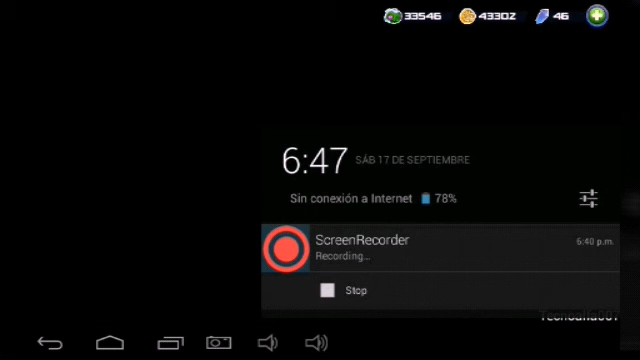 33546 43302 46
6:47 SÁB 17 DE SEPTIEMBRE
Sin conexión a Internet 78%
ScreenRecorder 6:40 p.m.
Recording...
Stop